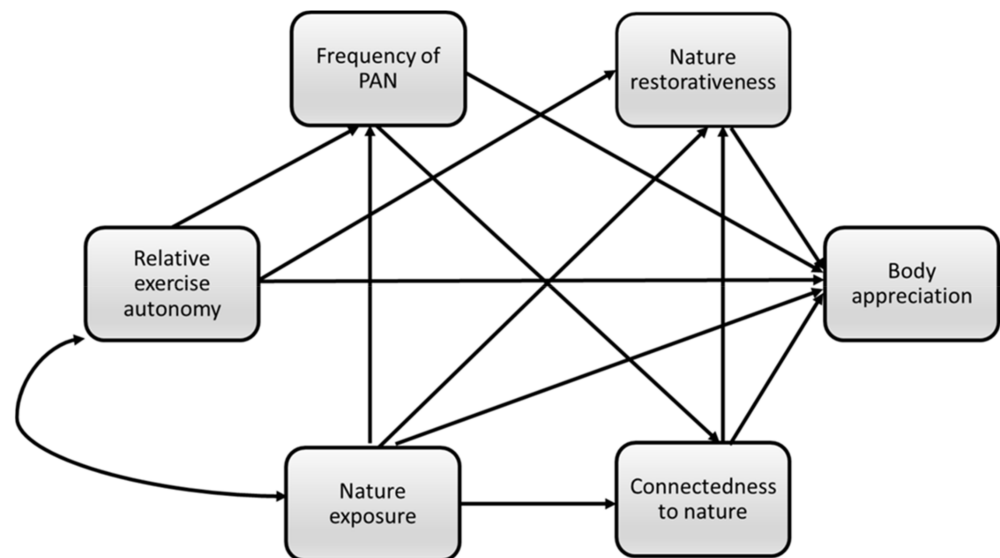 Frequency of
PAN
Nature
restorativeness
Relative
exercise
autonomy
Body
appreciation
Nature
exposure
Connectedness
to nature